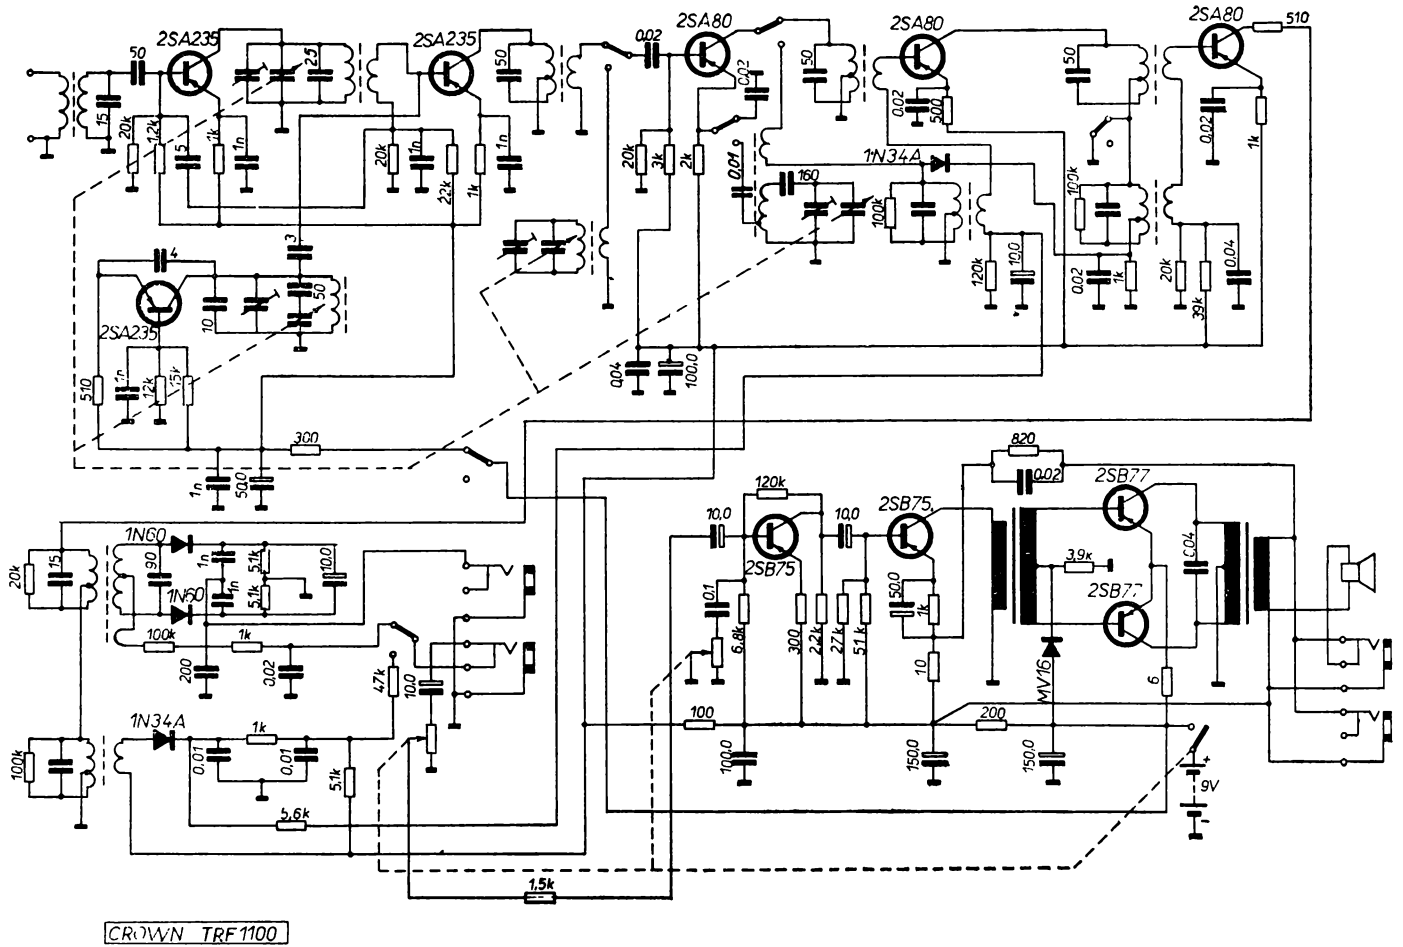 2SA235
2SA235
2SA80
2SA80
2SA80
510
50
15
20k
1,2k
5
1k
1n
25
20k
1n
22k
1k
1n
50
0,02
20k
3k
2k
0,02
0,01
160
50
1N34A
100k
0,02
500
120k
10,0
50
100k
0,02
1k
20k
39k
0,04
0,02
1k
3
4
10
50
2SA235
510
1n
12k
15k
0,04
100,0
300
1n
50,0
1N60
20k
15
90
1n
1n
5,1k
5,1k
10,0
1N60
100k
1k
200
0,02
47k
10,0
1N34A
100k
0,01
1k
0,01
5,1k
5,6k
1,5k
10,0
120k
2SB75
0,1
6,8k
300
2,2k
10,0
27k
51k
2SB75
50,0
1k
10
820
0,02
2SB77
3,9k
2SB77
0,04
MV16
6
100
100,0
150,0
200
150,0
+
9V
-
CROWN TRF1100